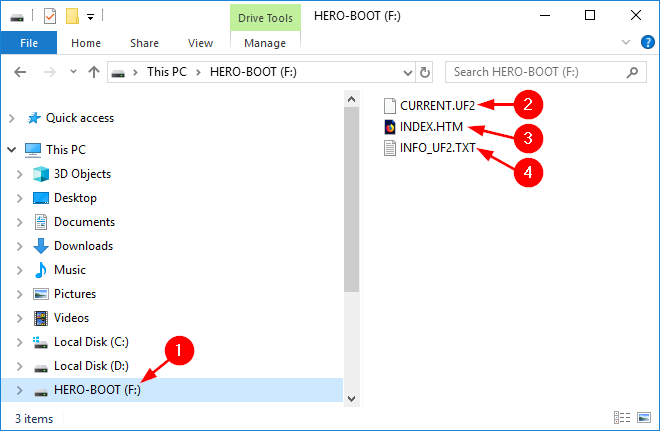 Drive Tools
HERO-BOOT (F:)
File
Home
Share
View
Manage
This PC
HERO-BOOT (F:)
Search HERO-BOOT (F:)
Quick access
This PC
3D Objects
Desktop
Documents
Downloads
Music
Pictures
Videos
Local Disk (C:)
Local Disk (D:)
HERO-BOOT (F:)
1
CURRENT.UF2
2
INDEX.HTM
3
INFO_UF2.TXT
4
3 items